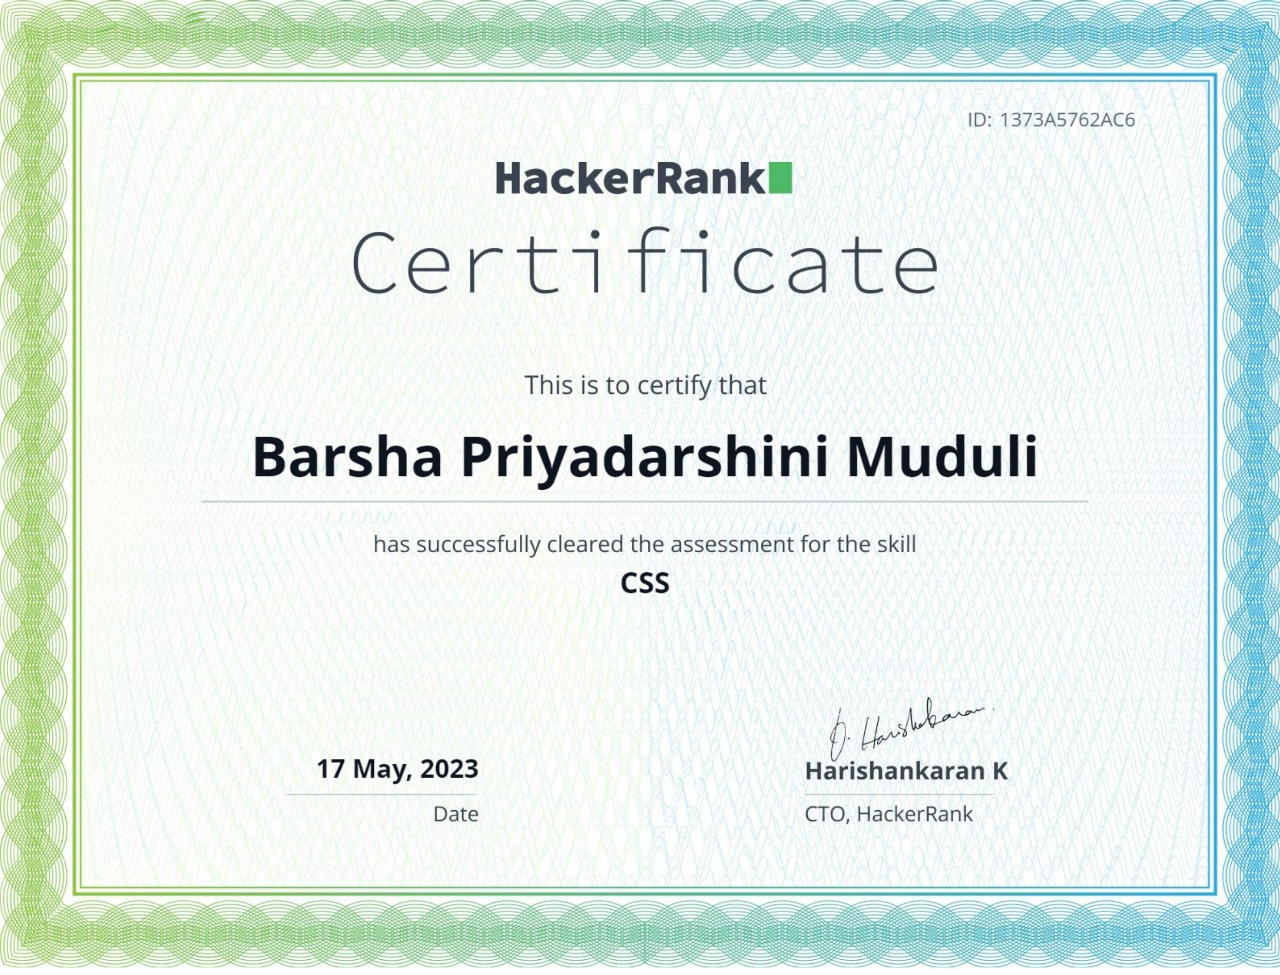 ID: 1373A5762AC6
HackerRank
Certificate
This is to certify that
Barsha Priyadarshini Muduli
has successfully cleared the assessment for the skill
CSS
17 May, 2023
Date
Harishankaran K
CTO, HackerRank